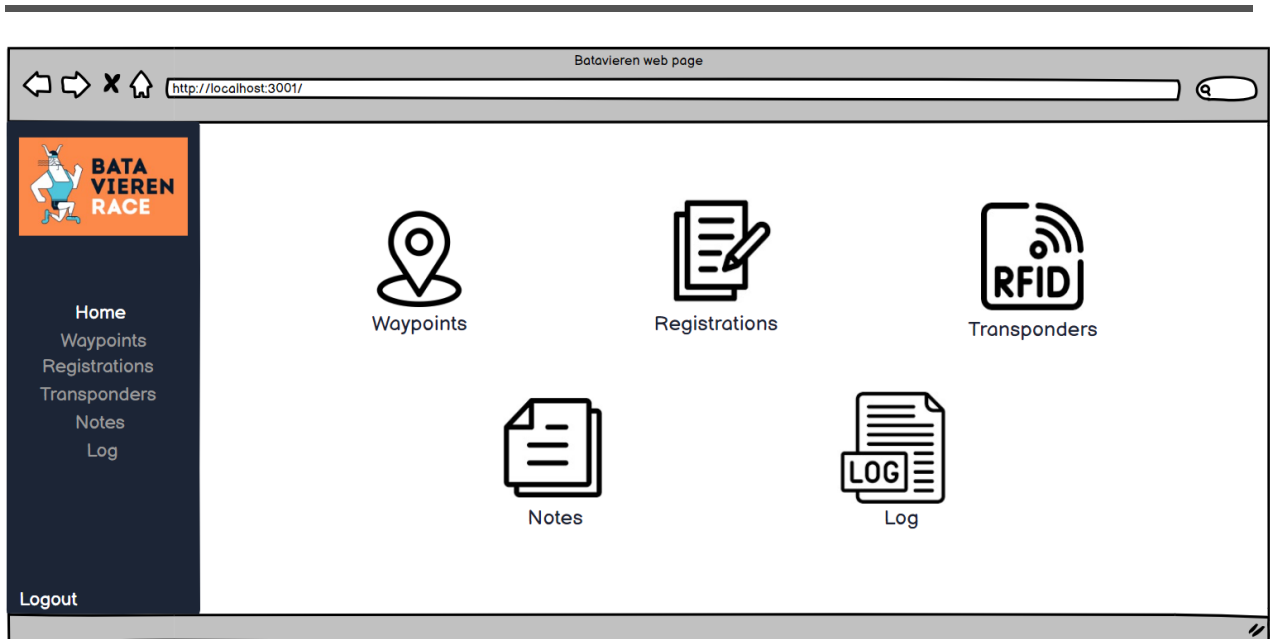 Batavieren web page
http://localhost:3001/
BATA
VIEREN
RACE
Home
Waypoints
Registrations
Transponders
Notes
Log
Logout
Waypoints
Registrations
RFID
Transponders
Notes
LOG
Log